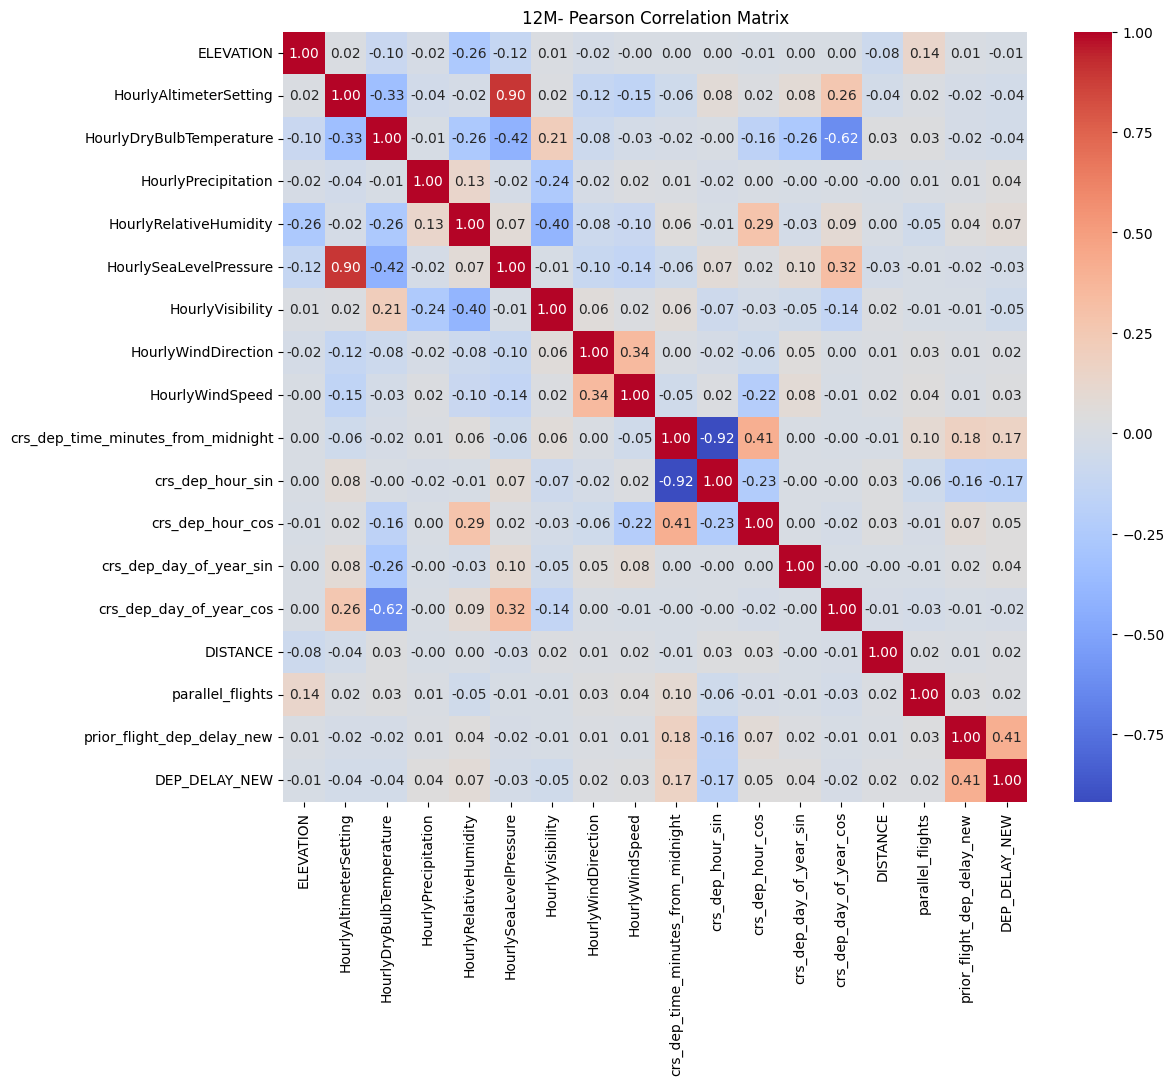 12M- Pearson Correlation Matrix
ELEVATION 1.00 0.02 -0.10 -0.02 -0.26 -0.12 0.01 -0.02 -0.00 0.00 0.00 -0.01 0.00 0.00 -0.08 0.14 0.01 -0.01
HourlyAltimeterSetting 0.02 1.00 -0.33 -0.04 -0.02 0.90 0.02 -0.12 -0.15 -0.06 0.08 0.02 0.08 0.26 -0.04 0.02 -0.02 -0.04
HourlyDryBulbTemperature -0.10 -0.33 1.00 -0.01 -0.26 -0.42 0.21 -0.08 -0.03 -0.02 -0.00 -0.16 -0.26 -0.62 0.03 0.03 -0.02 -0.04
HourlyPrecipitation -0.02 -0.04 -0.01 1.00 0.13 -0.02 -0.24 -0.02 0.02 0.01 -0.02 0.00 -0.00 -0.00 -0.00 0.01 0.01 0.04
HourlyRelativeHumidity -0.26 -0.02 -0.26 0.13 1.00 0.07 -0.40 -0.08 -0.10 0.06 -0.01 0.29 -0.03 0.09 0.00 -0.05 0.04 0.07
HourlySeaLevelPressure -0.12 0.90 -0.42 -0.02 0.07 1.00 -0.01 -0.10 -0.14 -0.06 0.07 0.02 0.10 0.32 -0.03 -0.01 -0.02 -0.03
HourlyVisibility 0.01 0.02 0.21 -0.24 -0.40 -0.01 1.00 0.06 0.02 0.06 -0.07 -0.03 -0.05 -0.14 0.02 -0.01 -0.01 -0.05
HourlyWindDirection -0.02 -0.12 -0.08 -0.02 -0.08 -0.10 0.06 1.00 0.34 0.00 -0.02 -0.06 0.05 0.00 0.01 0.03 0.01 0.02
HourlyWindSpeed -0.00 -0.15 -0.03 0.02 -0.10 -0.14 0.02 0.34 1.00 -0.05 0.02 -0.22 0.08 -0.01 0.02 0.04 0.01 0.03
crs_dep_time_minutes_from_midnight 0.00 -0.06 -0.02 0.01 0.06 -0.06 0.06 0.00 -0.05 1.00 -0.92 0.41 0.00 -0.00 -0.01 0.10 0.18 0.17
crs_dep_hour_sin 0.00 0.08 -0.00 -0.02 -0.01 0.07 -0.07 -0.02 0.02 -0.92 1.00 -0.23 -0.00 -0.00 0.03 -0.06 -0.16 -0.17
crs_dep_hour_cos -0.01 0.02 -0.16 0.00 0.29 0.02 -0.03 -0.06 -0.22 0.41 -0.23 1.00 0.00 -0.02 0.03 -0.01 0.07 0.05
crs_dep_day_of_year_sin 0.00 0.08 -0.26 -0.00 -0.03 0.10 -0.05 0.05 0.08 0.00 -0.00 0.00 1.00 -0.00 -0.00 -0.01 0.02 0.04
crs_dep_day_of_year_cos 0.00 0.26 -0.62 -0.00 0.09 0.32 -0.14 0.00 -0.01 -0.00 -0.00 -0.02 -0.00 1.00 -0.01 -0.03 -0.01 -0.02
DISTANCE -0.08 -0.04 0.03 -0.00 0.00 -0.03 0.02 0.01 0.02 -0.01 0.03 0.03 -0.00 -0.01 1.00 0.02 0.01 0.02
parallel_flights 0.14 0.02 0.03 0.01 -0.05 -0.01 -0.01 0.03 0.04 0.10 -0.06 -0.01 -0.01 -0.03 0.02 1.00 0.03 0.02
prior_flight_dep_delay_new 0.01 -0.02 -0.02 0.01 0.04 -0.02 -0.01 0.01 0.01 0.18 -0.16 0.07 0.02 -0.01 0.01 0.03 1.00 0.41
DEP_DELAY_NEW -0.01 -0.04 -0.04 0.04 0.07 -0.03 -0.05 0.02 0.03 0.17 -0.17 0.05 0.04 -0.02 0.02 0.02 0.41 1.00
ELEVATION
HourlyAltimeterSetting
HourlyDryBulbTemperature
HourlyPrecipitation
HourlyRelativeHumidity
HourlySeaLevelPressure
HourlyVisibility
HourlyWindDirection
HourlyWindSpeed
crs_dep_time_minutes_from_midnight
crs_dep_hour_sin
crs_dep_hour_cos
crs_dep_day_of_year_sin
crs_dep_day_of_year_cos
DISTANCE
parallel_flights
prior_flight_dep_delay_new
DEP_DELAY_NEW
1.00
0.75
0.50
0.25
0.00
−0.25
−0.50
−0.75